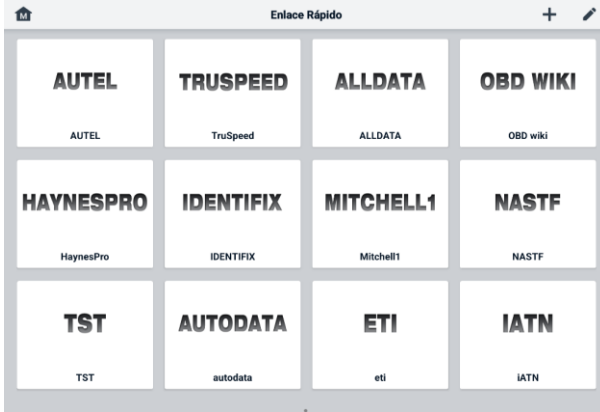 M
Enlace Rápido
AUTEL
TRUSPEED
ALLDATA
OBD WIKI
AUTEL
TruSpeed
ALLDATA
OBD wiki
HAYNESPRO
IDENTIFIX
MITCHELL1
NASTF
HaynesPro
IDENTIFIX
Mitchell1
NASTF
TST
AUTODATA
ETI
IATN
TST
autodata
eti
iATN